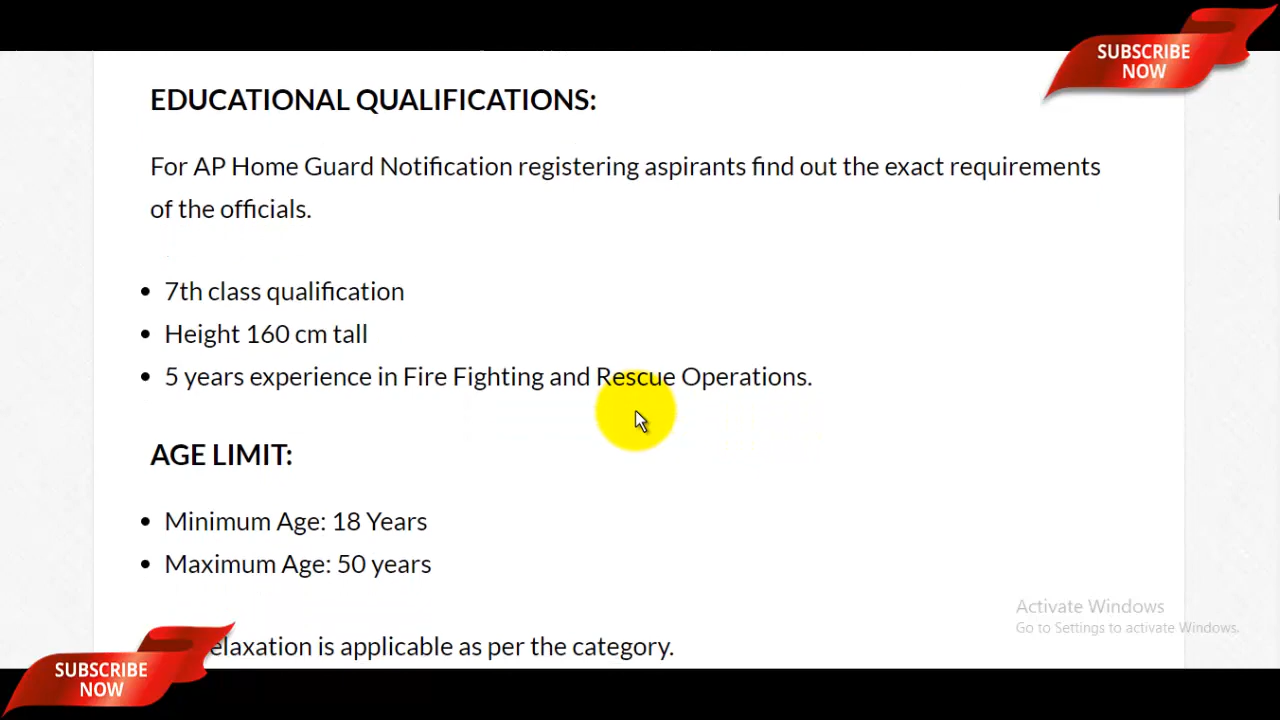 SUBSCRIBE
NOW
EDUCATIONAL QUALIFICATIONS:
For AP Home Guard Notification registering aspirants find out the exact requirements
of the officials.
• 7th class qualification
• Height 160 cm tall
• 5 years experience in Fire Fighting and Rescue Operations.
AGE LIMIT:
• Minimum Age: 18 Years
• Maximum Age: 50 years
Activate Windows
Go to Settings to activate Windows.
elaxation is applicable as per the category.
SUBSCRIBE
NOW